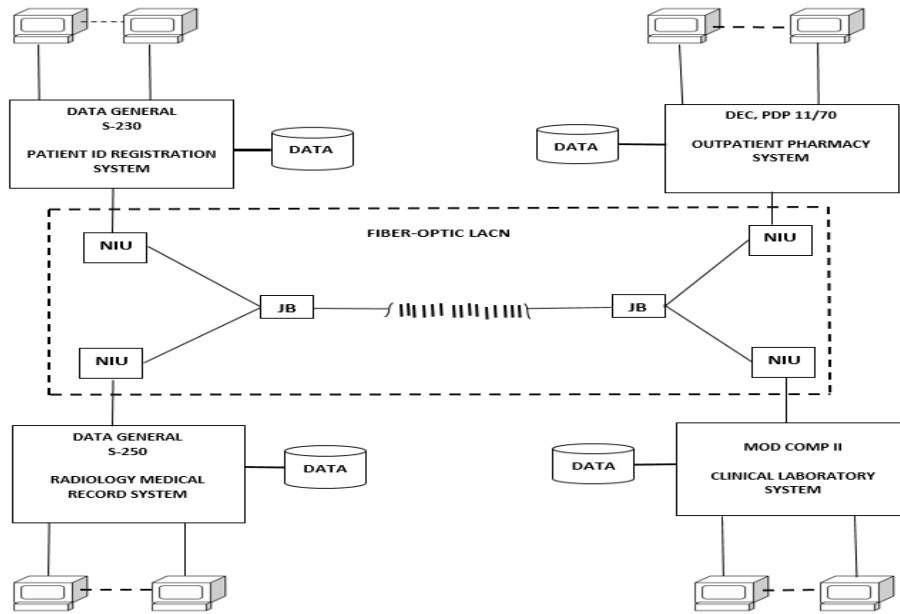 DATA GENERAL
S-230
PATIENT ID REGISTRATION
SYSTEM
DATA
DEC, PDP 11/70
OUTPATIENT PHARMACY
SYSTEM
DATA
FIBER-OPTIC LACN
NIU
NIU
JB
JB
NIU
NIU
DATA GENERAL
S-250
RADIOLOGY MEDICAL
RECORD SYSTEM
DATA
MOD COMP II
CLINICAL LABORATORY
SYSTEM
DATA